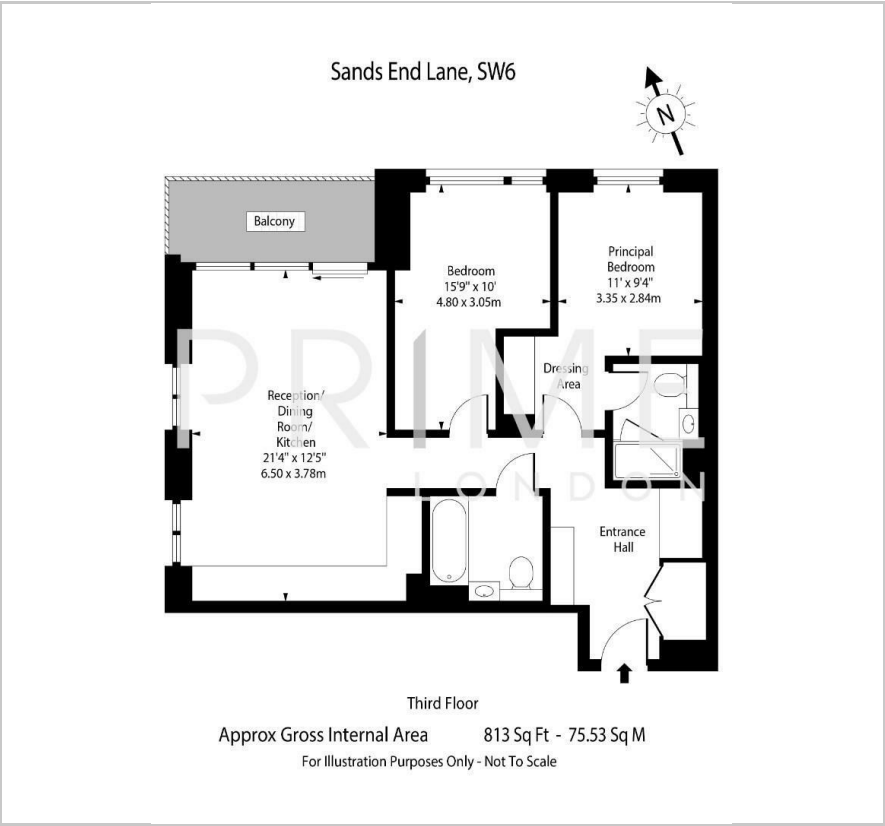 Sands End Lane, SW6
N
Balcony
Bedroom
15'9" x 10'
4.80 x 3.05m
Principal
Bedroom
11' x 9'4"
3.35 x 2.84m
Dressing
Area
Reception/
Dining
Room/
Kitchen
21'4" x 12'5"
6.50 x 3.78m
PRIME
LONDON
Entrance
Hall
Third Floor
Approx Gross Internal Area 813 Sq Ft - 75.53 Sq M
For Illustration Purposes Only - Not To Scale